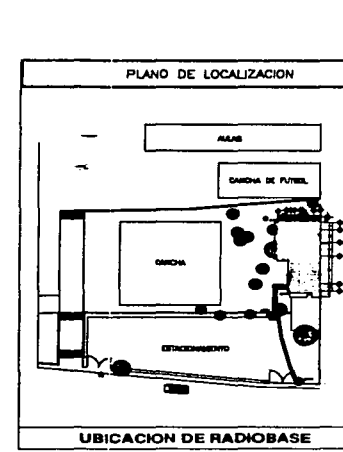 PLANO DE LOCALIZACION
AULAS
CANCHA DE FUTBOL
CANCHA
ESTACIONAMIENTO
UBICACION DE RADIOBASE